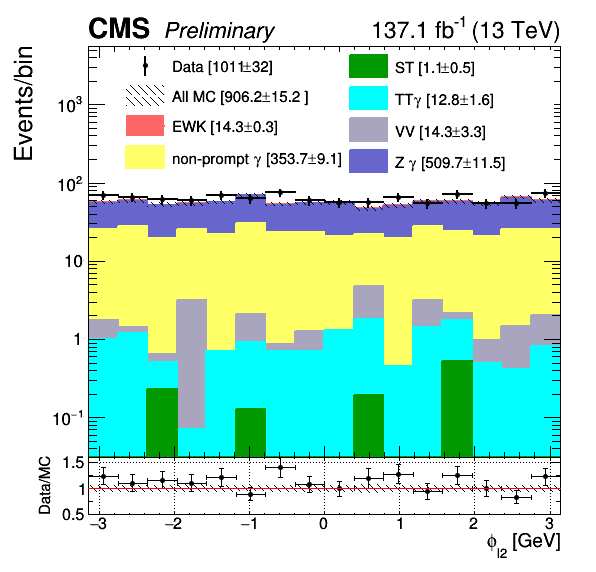 CMS Preliminary 137.1 fb⁻¹ (13 TeV)
Events/bin
Data [1011±32]
All MC [906.2±15.2 ]
EWK [14.3±0.3]
non-prompt γ [353.7±9.1]
ST [1.1±0.5]
TTγ [12.8±1.6]
VV [14.3±3.3]
Z γ [509.7±11.5]
10³
10²
10
1
10⁻¹
Data/MC
1.5
1
0.5
−3 −2 −1 0 1 2 3
ϕ_l2 [GeV]